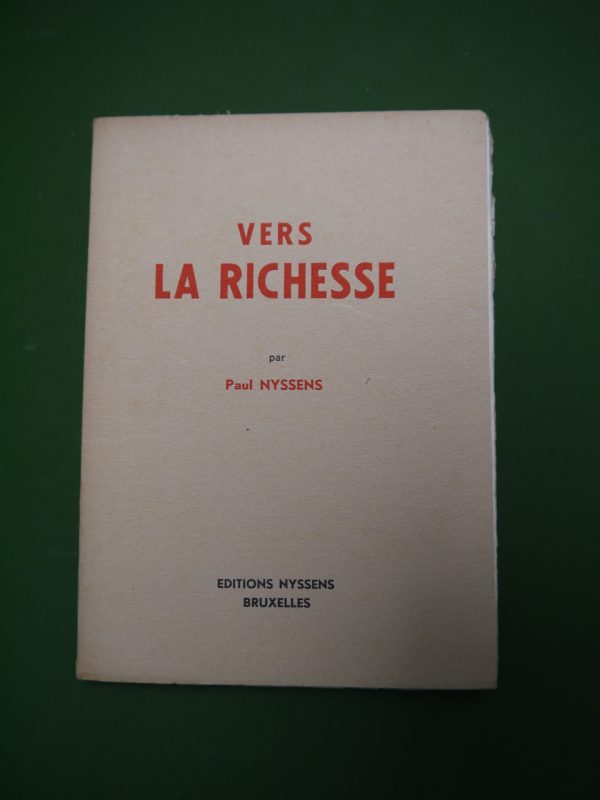 VERS
LA RICHESSE
par
Paul NYSSENS
EDITIONS NYSSENS
BRUXELLES